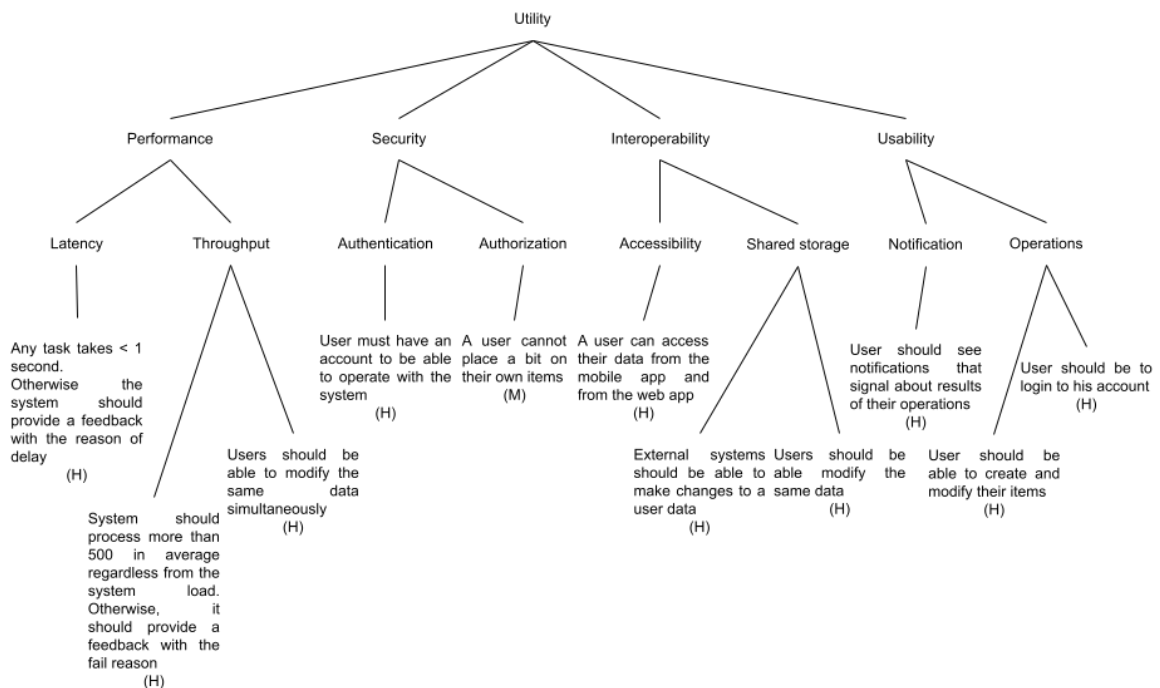 Utility
Performance
Security
Interoperability
Usability
Latency
Throughput
Authentication
Authorization
Accessibility
Shared storage
Notification
Operations
Any task takes < 1
second.
Otherwise the
system should
provide a feedback
with the reason of
delay
(H)
System should
process more than
500 in average
regardless from the
system load.
Otherwise, it
should provide a
feedback with the
fail reason
(H)
Users should be
able to modify the
same data
simultaneously
(H)
User must have an
account to be able
to operate with the
system
(H)
A user cannot
place a bit on
their own items
(M)
A user can access
their data from the
mobile app and
from the web app
(H)
External systems
should be able to
make changes to a
user data
(H)
Users should be
able modify the
same data
(H)
User should see
notifications that
signal about results
of their operations
(H)
User should be
able to create and
modify their items
(H)
User should be to
login to his account
(H)